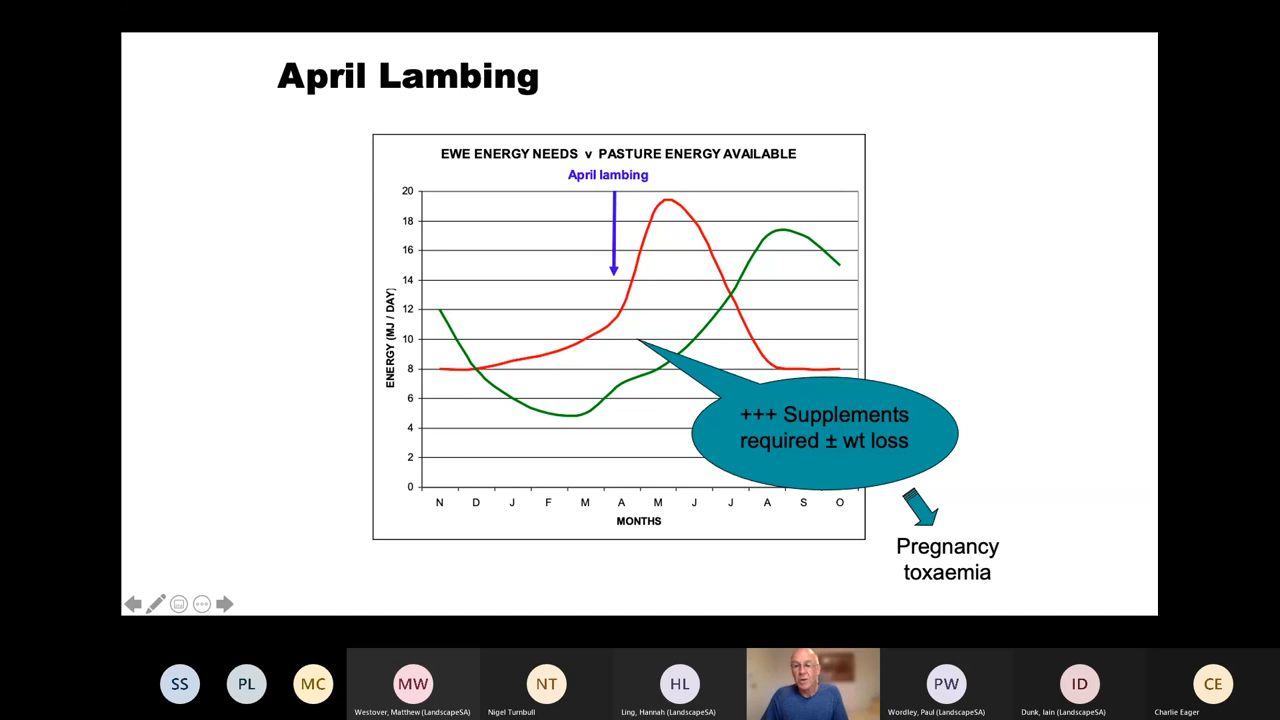 April Lambing
EWE ENERGY NEEDS v PASTURE ENERGY AVAILABLE
April lambing
20
18
16
14
12
10
8
6
4
2
0
ENERGY (MJ / DAY)
N D J F M A M J J A S O
MONTHS
+++ Supplements
required ± wt loss
Pregnancy
toxaemia
SS
PL
MC
MW
NT
HL
PW
ID
CE
Westover, Matthew (LandscapeSA)
Nigel Turnbull
Ling, Hannah (LandscapeSA)
Wordley, Paul (LandscapeSA)
Dunk, Iain (LandscapeSA)
Charlie Eager